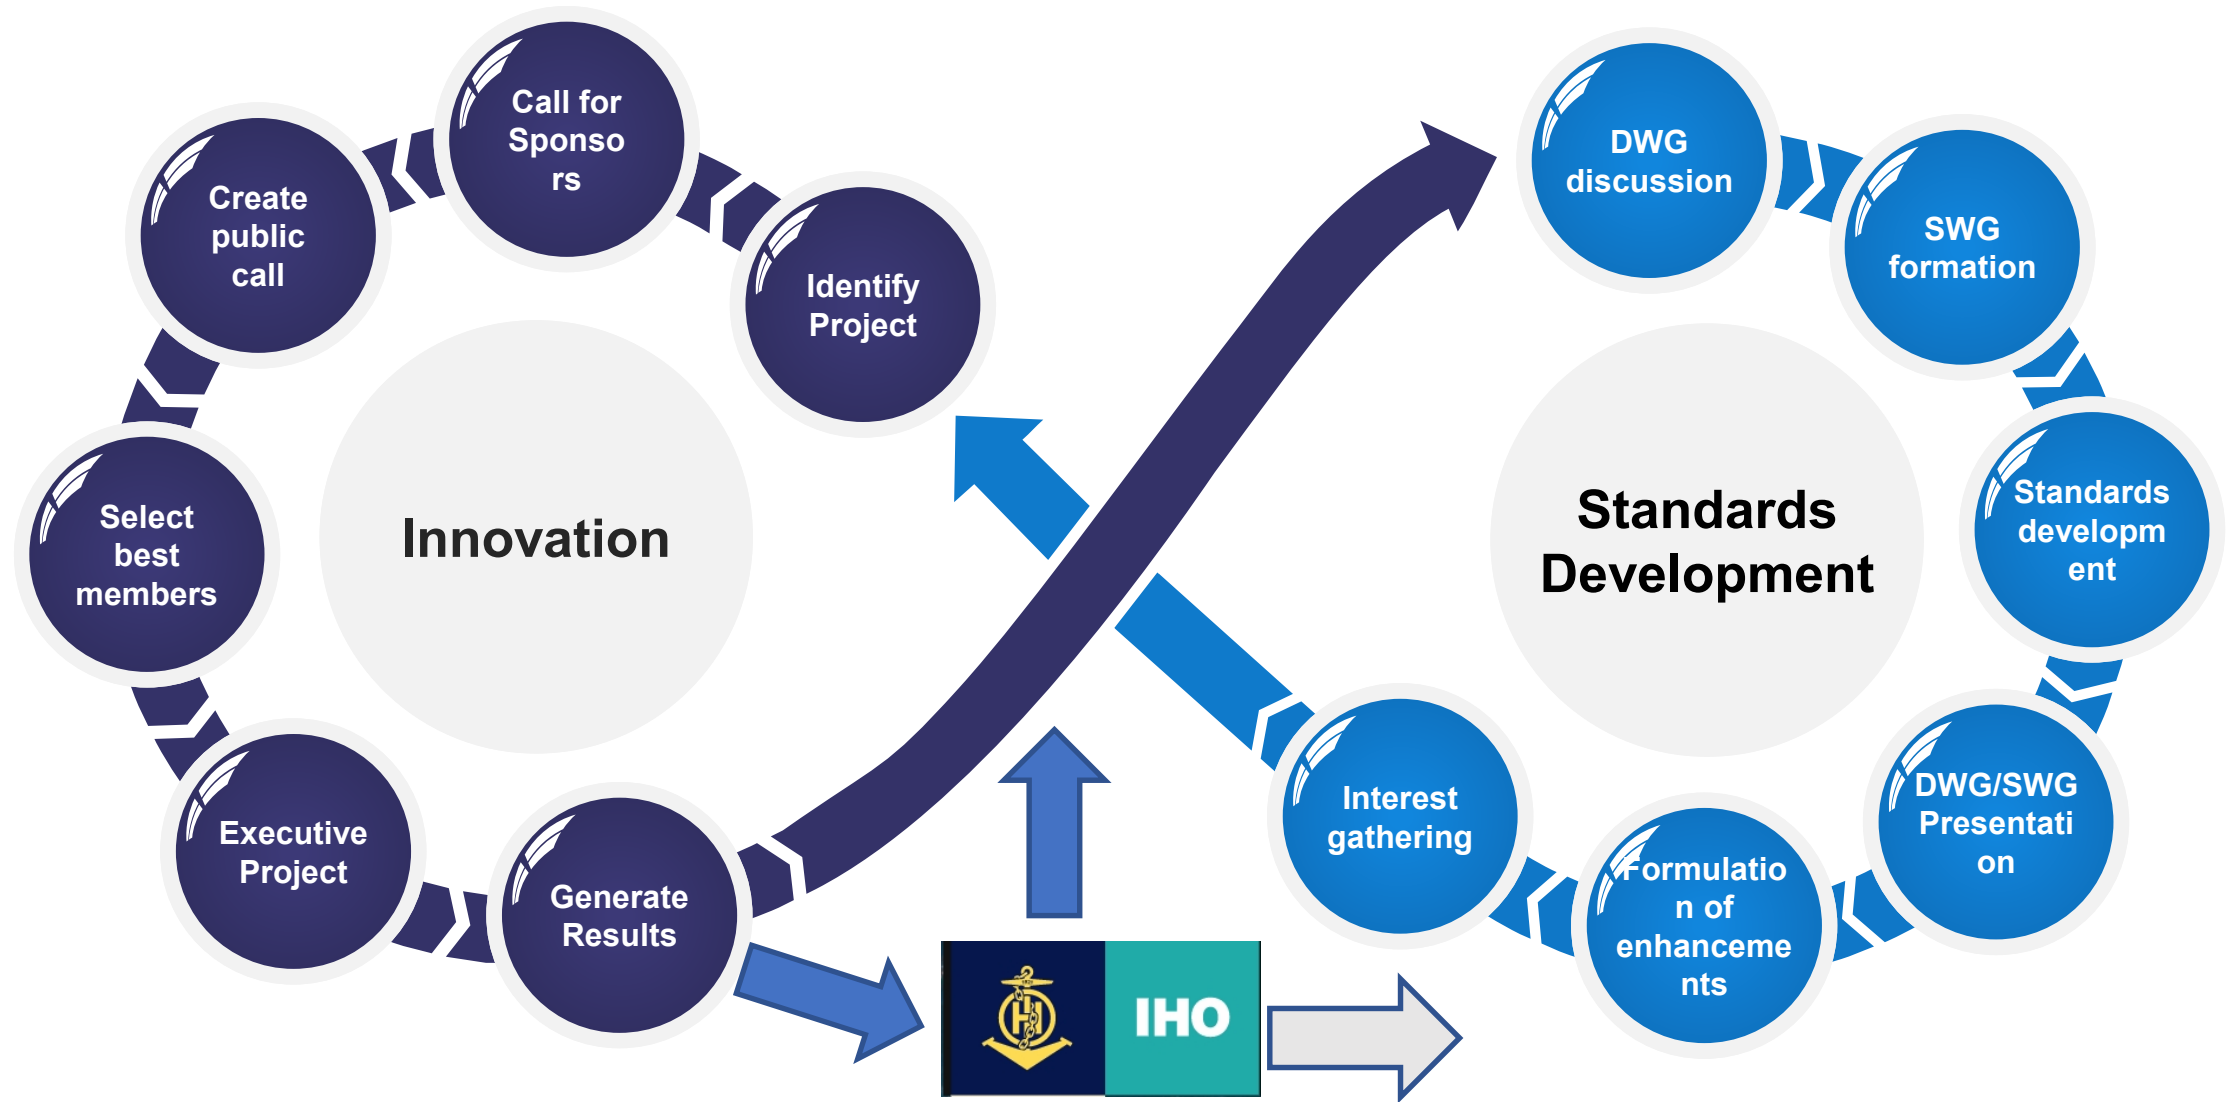 Call for
Sponso
rs
Create
public
call
Identify
Project
Select
best
members
Innovation
Executive
Project
Generate
Results
DWG
discussion
SWG
formation
Standards
developm
ent
Standards
Development
DWG/SWG
Presentati
on
Formulatio
n of
enhanceme
nts
Interest
gathering
IHO